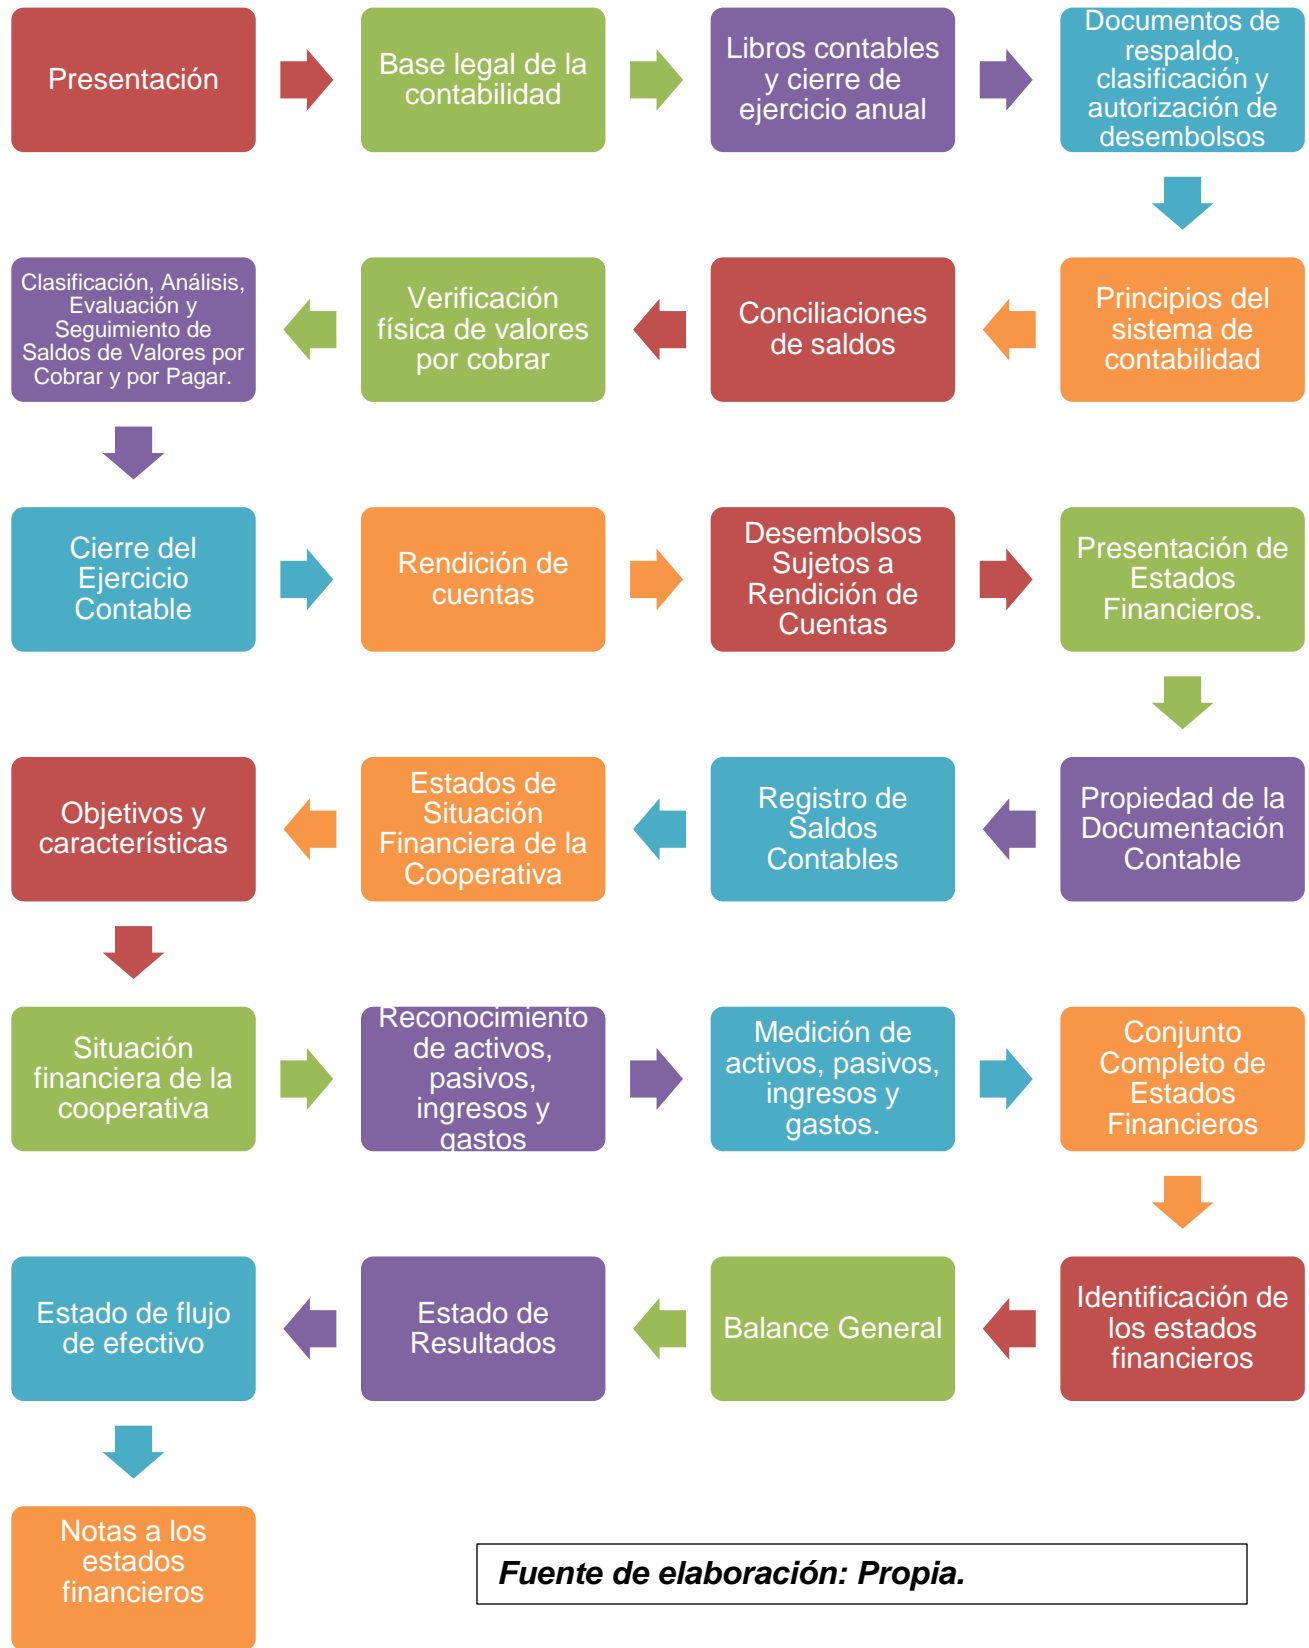 Presentación
Base legal de la
contabilidad
Libros contables
y cierre de
ejercicio anual
Documentos de
respaldo,
clasificación y
autorización de
desembolsos
Principios del
sistema de
contabilidad
Conciliaciones
de saldos
Verificación
física de valores
por cobrar
Clasificación, Análisis,
Evaluación y
Seguimiento de
Saldos de Valores por
Cobrar y por Pagar.
Cierre del
Ejercicio
Contable
Rendición de
cuentas
Desembolsos
Sujetos a
Rendición de
Cuentas
Presentación de
Estados
Financieros.
Propiedad de la
Documentación
Contable
Registro de
Saldos
Contables
Estados de
Situación
Financiera de la
Cooperativa
Objetivos y
características
Situación
financiera de la
cooperativa
Reconocimiento
de activos,
pasivos,
ingresos y
gastos
Medición de
activos, pasivos,
ingresos y
gastos.
Conjunto
Completo de
Estados
Financieros
Identificación de
los estados
financieros
Balance General
Estado de
Resultados
Estado de flujo
de efectivo
Notas a los
estados
financieros
Fuente de elaboración: Propia.